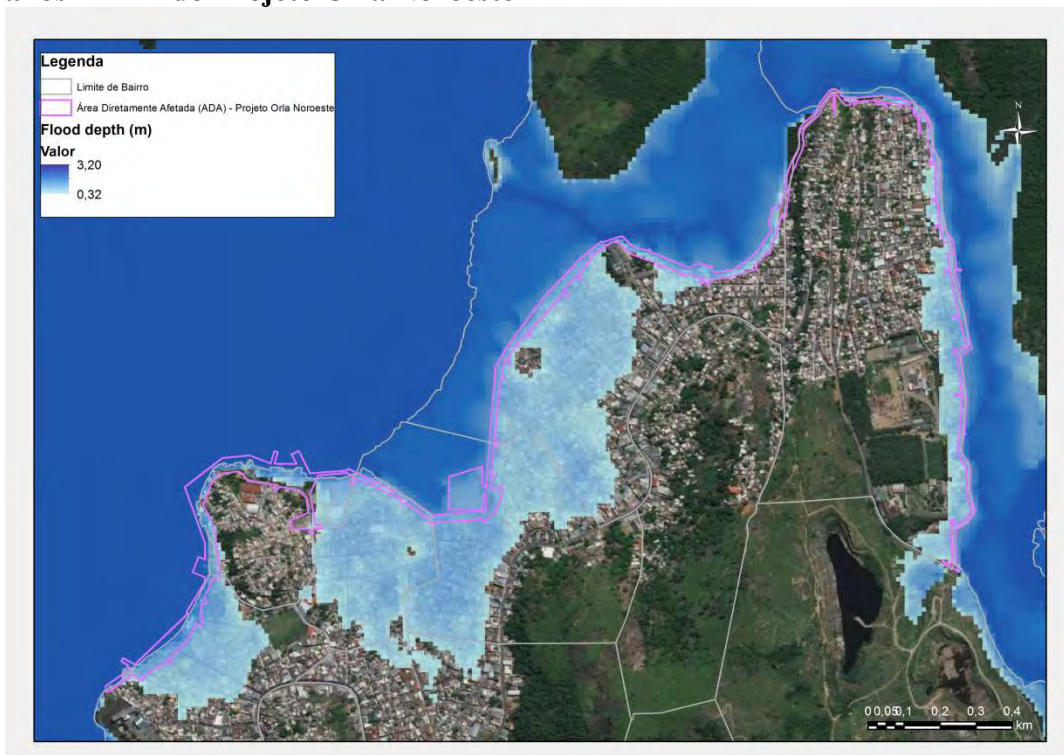 Legenda
Limite de Bairro
Área Diretamente Afetada (ADA) - Projeto Orla Noroeste
Flood depth (m)
Valor
3,20
0,32
N
0 0,05 0,1 0,2 0,3 0,4
km